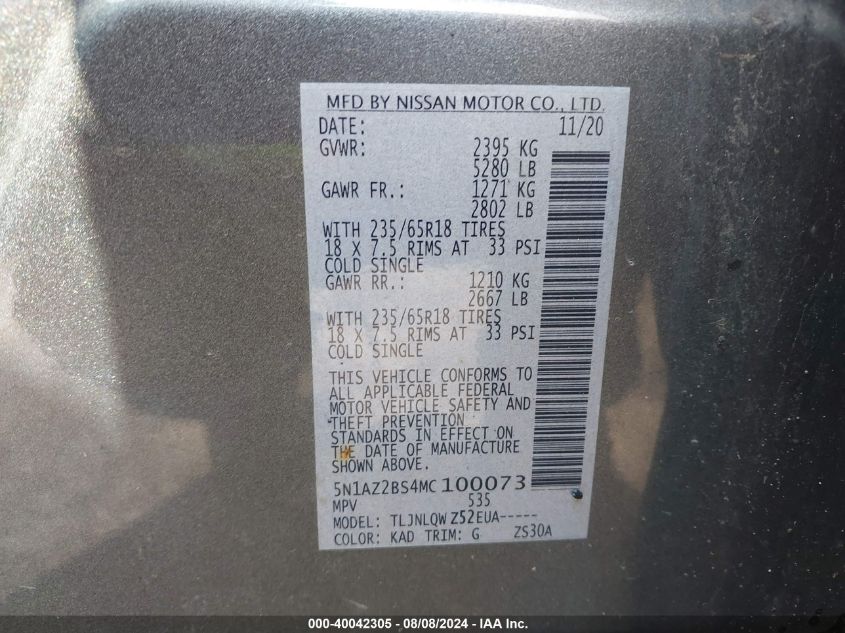 MFD BY NISSAN MOTOR CO., LTD.
DATE: 11/20
GVWR: 2395 KG
5280 LB
GAWR FR.: 1271 KG
2802 LB
WITH 235/65R18 TIRES
18 X 7.5 RIMS AT 33 PSI
COLD SINGLE
GAWR RR.: 1210 KG
2667 LB
WITH 235/65R18 TIRES
18 X 7.5 RIMS AT 33 PSI
COLD SINGLE
THIS VEHICLE CONFORMS TO
ALL APPLICABLE FEDERAL
MOTOR VEHICLE SAFETY AND
THEFT PREVENTION
STANDARDS IN EFFECT ON
THE DATE OF MANUFACTURE
SHOWN ABOVE.
5N1AZ2BS4MC100073
MPV 535
MODEL: TLJNLQW Z52EUA-----
COLOR: KAD TRIM: G ZS30A
000-40042305 - 08/08/2024 - IAA Inc.